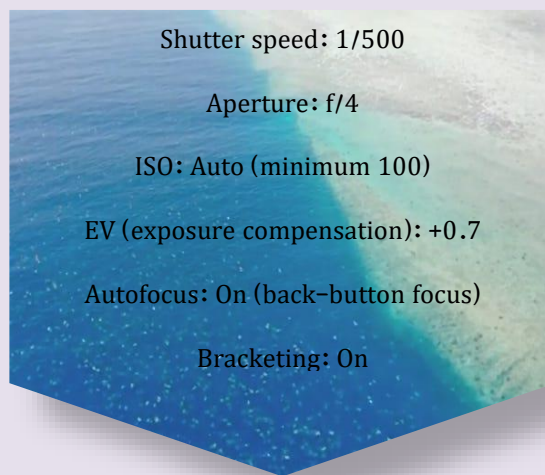 Shutter speed: 1/500
Aperture: f/4
ISO: Auto (minimum 100)
EV (exposure compensation): +0.7
Autofocus: On (back-button focus)
Bracketing: On